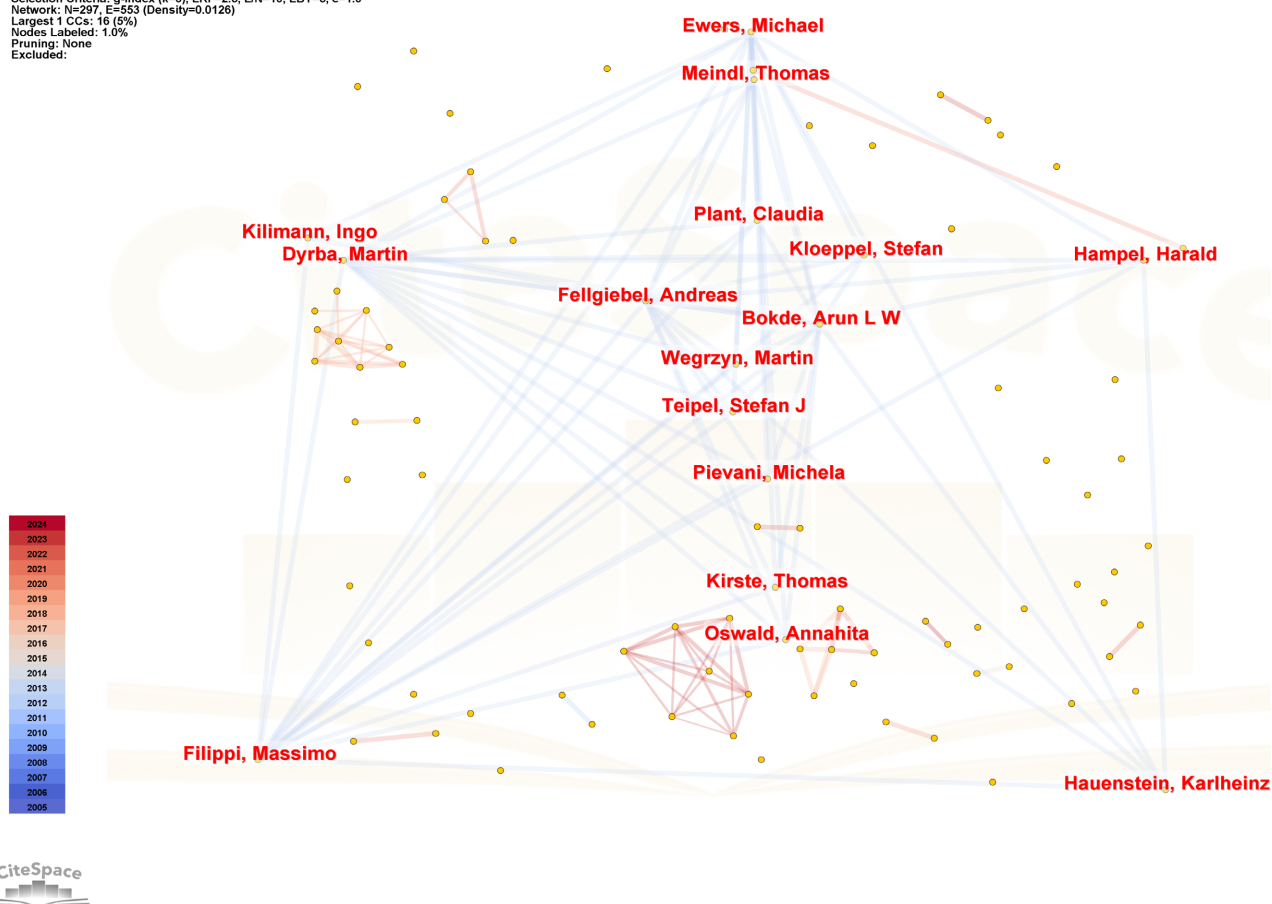 Network: N=297, E=553 (Density=0.0126)
Largest 1 CCs: 16 (5%)
Nodes Labeled: 1.0%
Pruning: None
Excluded:
Ewers, Michael
Meindl, Thomas
Plant, Claudia
Kilimann, Ingo
Kloeppel, Stefan
Dyrba, Martin
Hampel, Harald
Fellgiebel, Andreas
Bokde, Arun L W
Wegrzyn, Martin
Teipel, Stefan J
Pievani, Michela
Kirste, Thomas
Oswald, Annahita
Filippi, Massimo
Hauenstein, Karlheinz
CiteSpace
2024
2023
2022
2021
2020
2019
2018
2017
2016
2015
2014
2013
2012
2011
2010
2009
2008
2007
2006
2005
CiteSpace